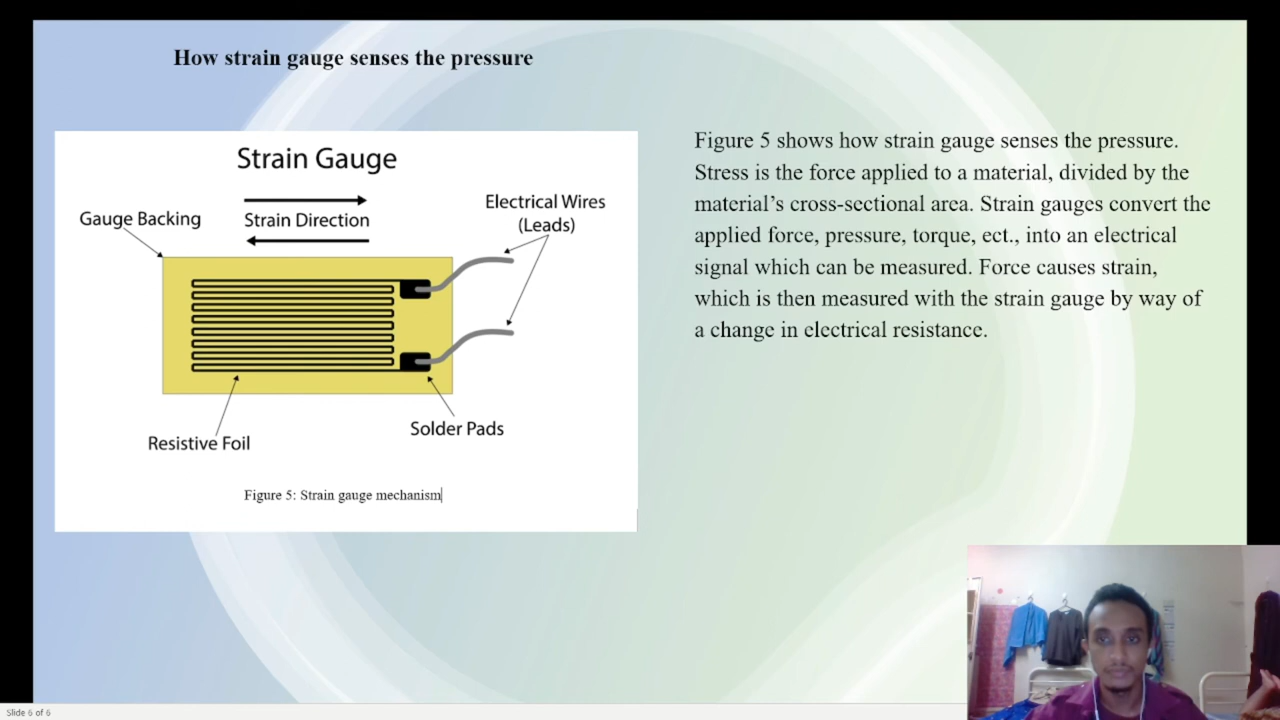 How strain gauge senses the pressure
Strain Gauge
Gauge Backing
Strain Direction
Electrical Wires
(Leads)
Resistive Foil
Solder Pads
Figure 5: Strain gauge mechanism
Figure 5 shows how strain gauge senses the pressure.
Stress is the force applied to a material, divided by the
material’s cross-sectional area. Strain gauges convert the
applied force, pressure, torque, ect., into an electrical
signal which can be measured. Force causes strain,
which is then measured with the strain gauge by way of
a change in electrical resistance.
Slide 6 of 6